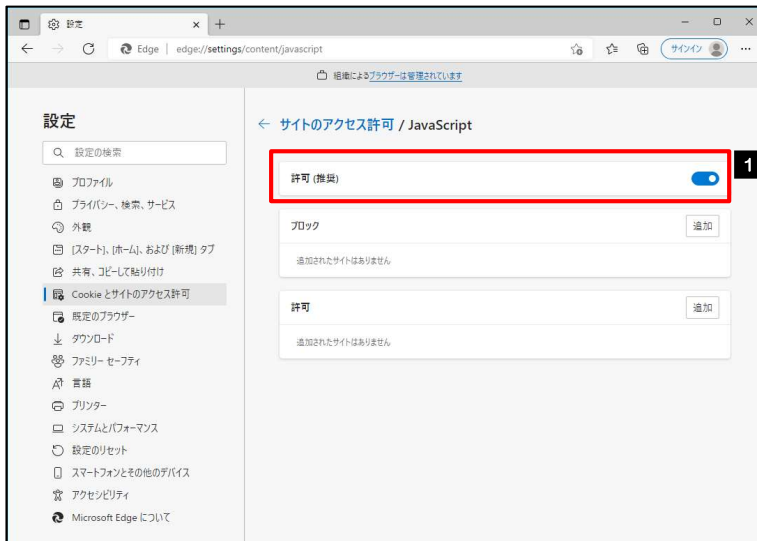 設定
Edge | edge://settings/content/javascript
サインイン
組織によるブラウザーは管理されています
設定
設定の検索
プロファイル
プライバシー、検索、サービス
外観
[スタート]、[ホーム]、および [新規] タブ
共有、コピーして貼り付け
Cookie とサイトのアクセス許可
既定のブラウザー
ダウンロード
ファミリー セーフティ
言語
プリンター
システムとパフォーマンス
設定のリセット
スマートフォンとその他のデバイス
アクセシビリティ
Microsoft Edge について
サイトのアクセス許可 / JavaScript
許可 (推奨)
1
ブロック
追加
追加されたサイトはありません
許可
追加
追加されたサイトはありません